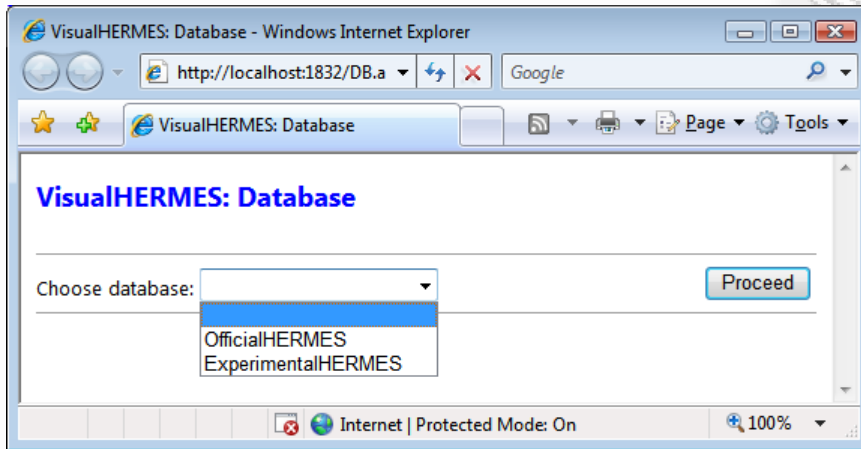 VisualHERMES: Database - Windows Internet Explorer
http://localhost:1832/DB.a
Google
VisualHERMES: Database
Page
Tools
VisualHERMES: Database
Choose database:
Proceed
OfficialHERMES
ExperimentalHERMES
Internet | Protected Mode: On
100%